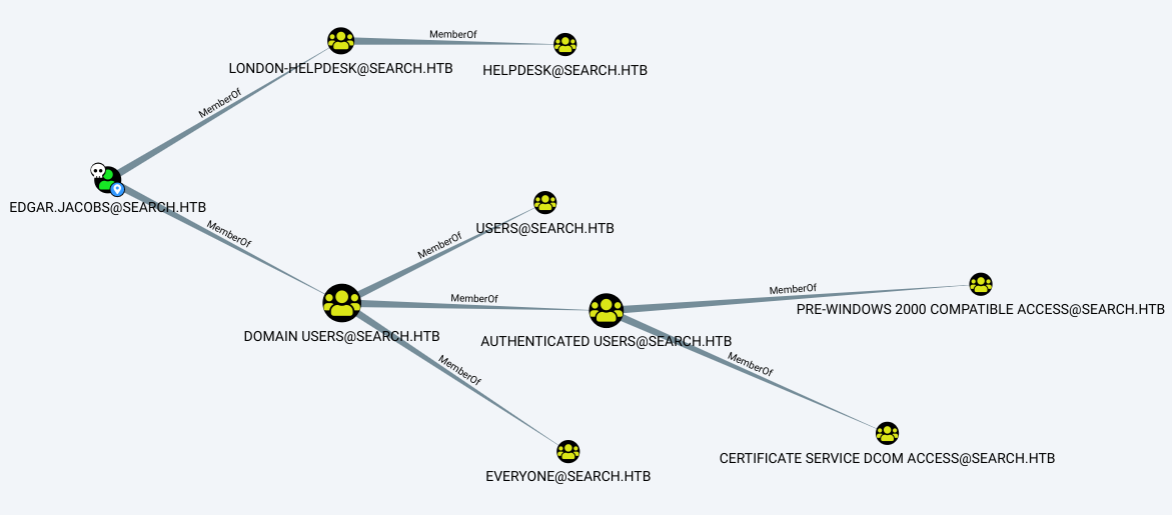 MemberOf
LONDON-HELPDESK@SEARCH.HTB
HELPDESK@SEARCH.HTB
MemberOf
EDGAR.JACOBS@SEARCH.HTB
MemberOf
USERS@SEARCH.HTB
MemberOf
MemberOf
MemberOf
PRE-WINDOWS 2000 COMPATIBLE ACCESS@SEARCH.HTB
DOMAIN USERS@SEARCH.HTB
AUTHENTICATED USERS@SEARCH.HTB
MemberOf
MemberOf
CERTIFICATE SERVICE DCOM ACCESS@SEARCH.HTB
EVERYONE@SEARCH.HTB